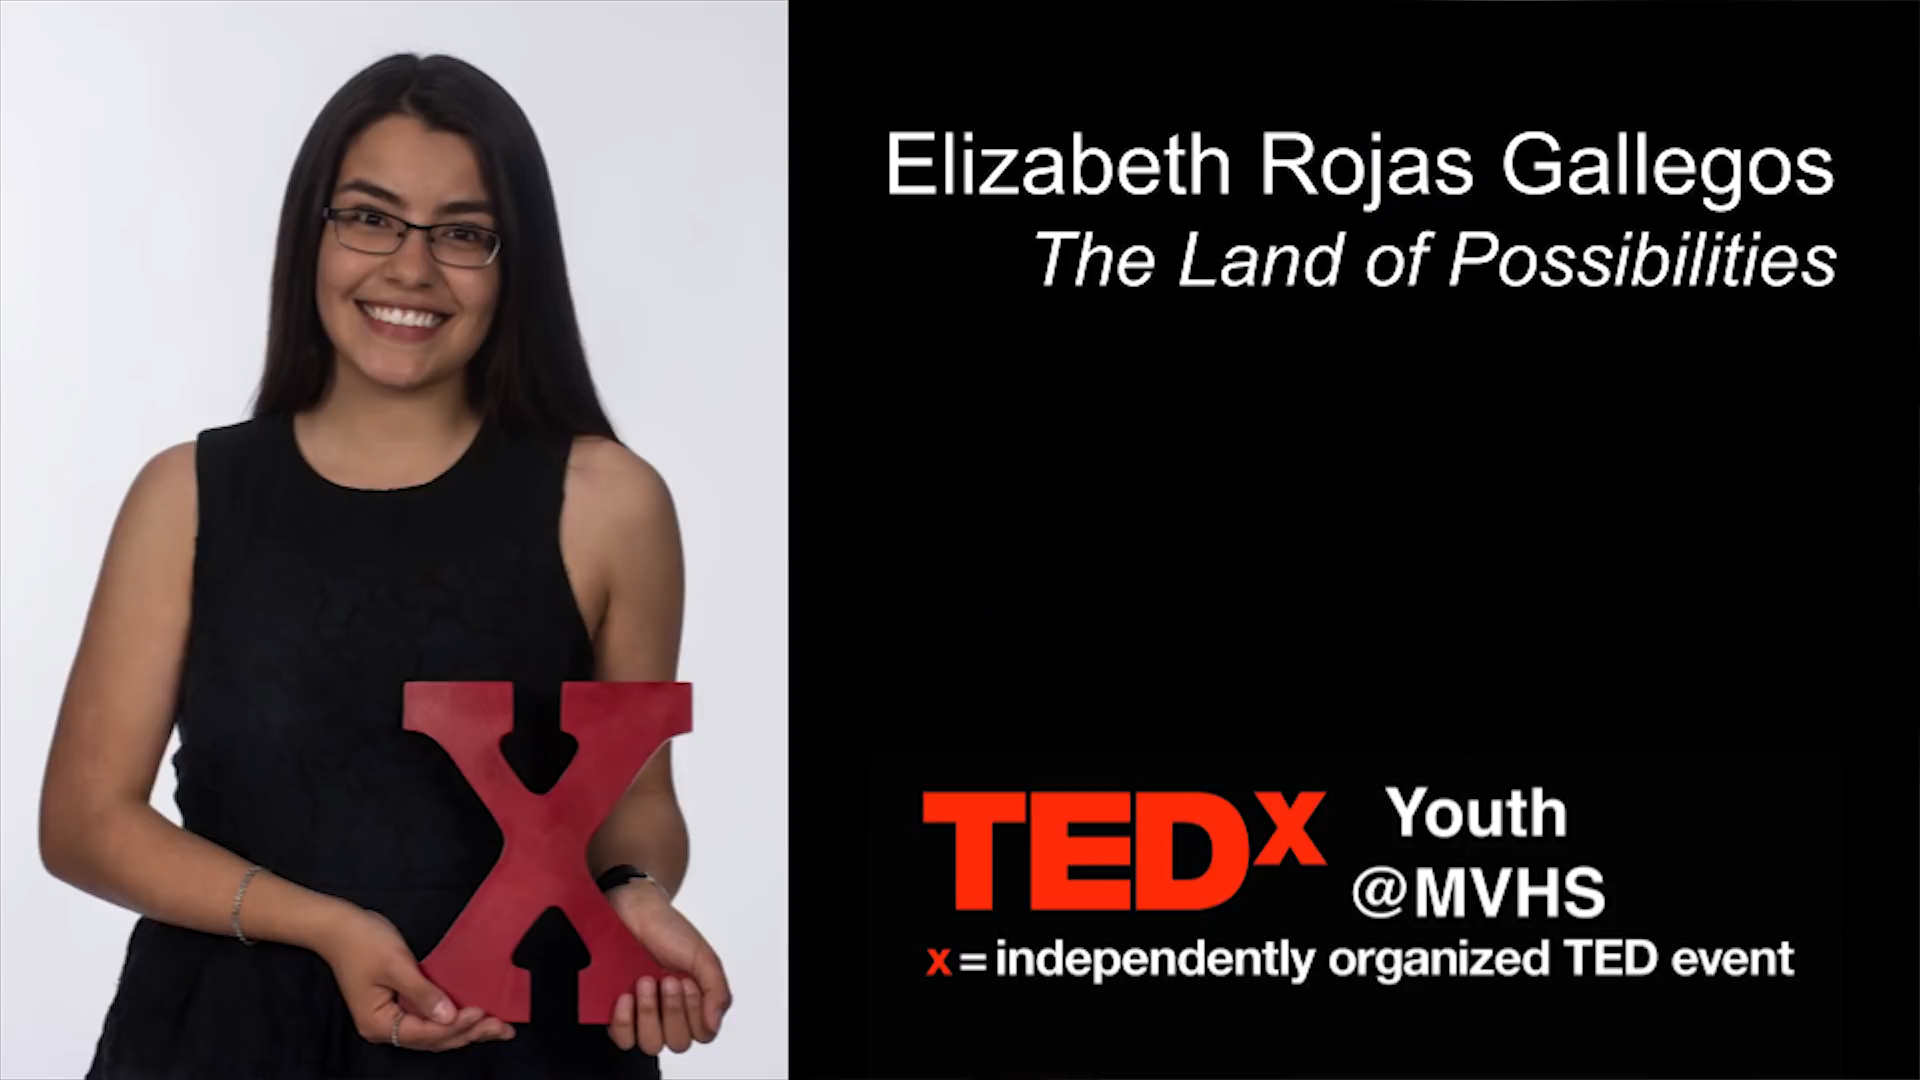 Elizabeth Rojas Gallegos
The Land of Possibilities
X
TEDx Youth
@MVHS
x = independently organized TED event